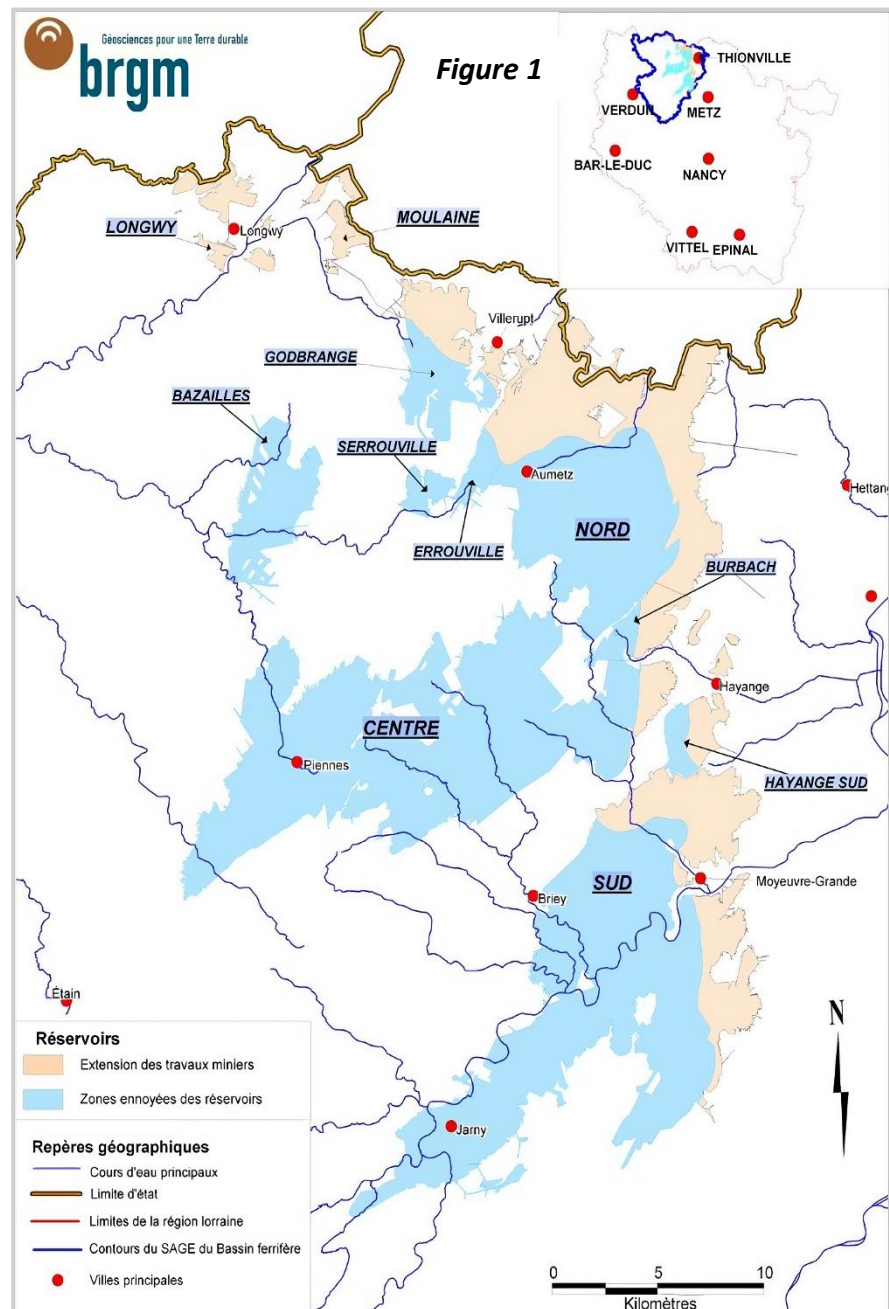 Géosciences pour une Terre durable
brgm
Figure 1
THIONVILLE
VERDUN
METZ
BAR-LE-DUC
NANCY
VITTEL
EPINAL
LONGWY
Longwy
MOULAINE
Villerupt
GODBRANGE
BAZAILLES
SERROUVILLE
Aumetz
Hettang
NORD
ERROUVILLE
BURBACH
Hayange
CENTRE
Piennes
HAYANGE SUD
SUD
Moyeuvre-Grande
Briey
Étain
N
Réservoirs
Extension des travaux miniers
Zones ennoyées des réservoirs
Jarny
Repères géographiques
Cours d'eau principaux
Limite d'état
Limites de la région lorraine
Contours du SAGE du Bassin ferrifère
Villes principales
0 5 10
Kilomètres